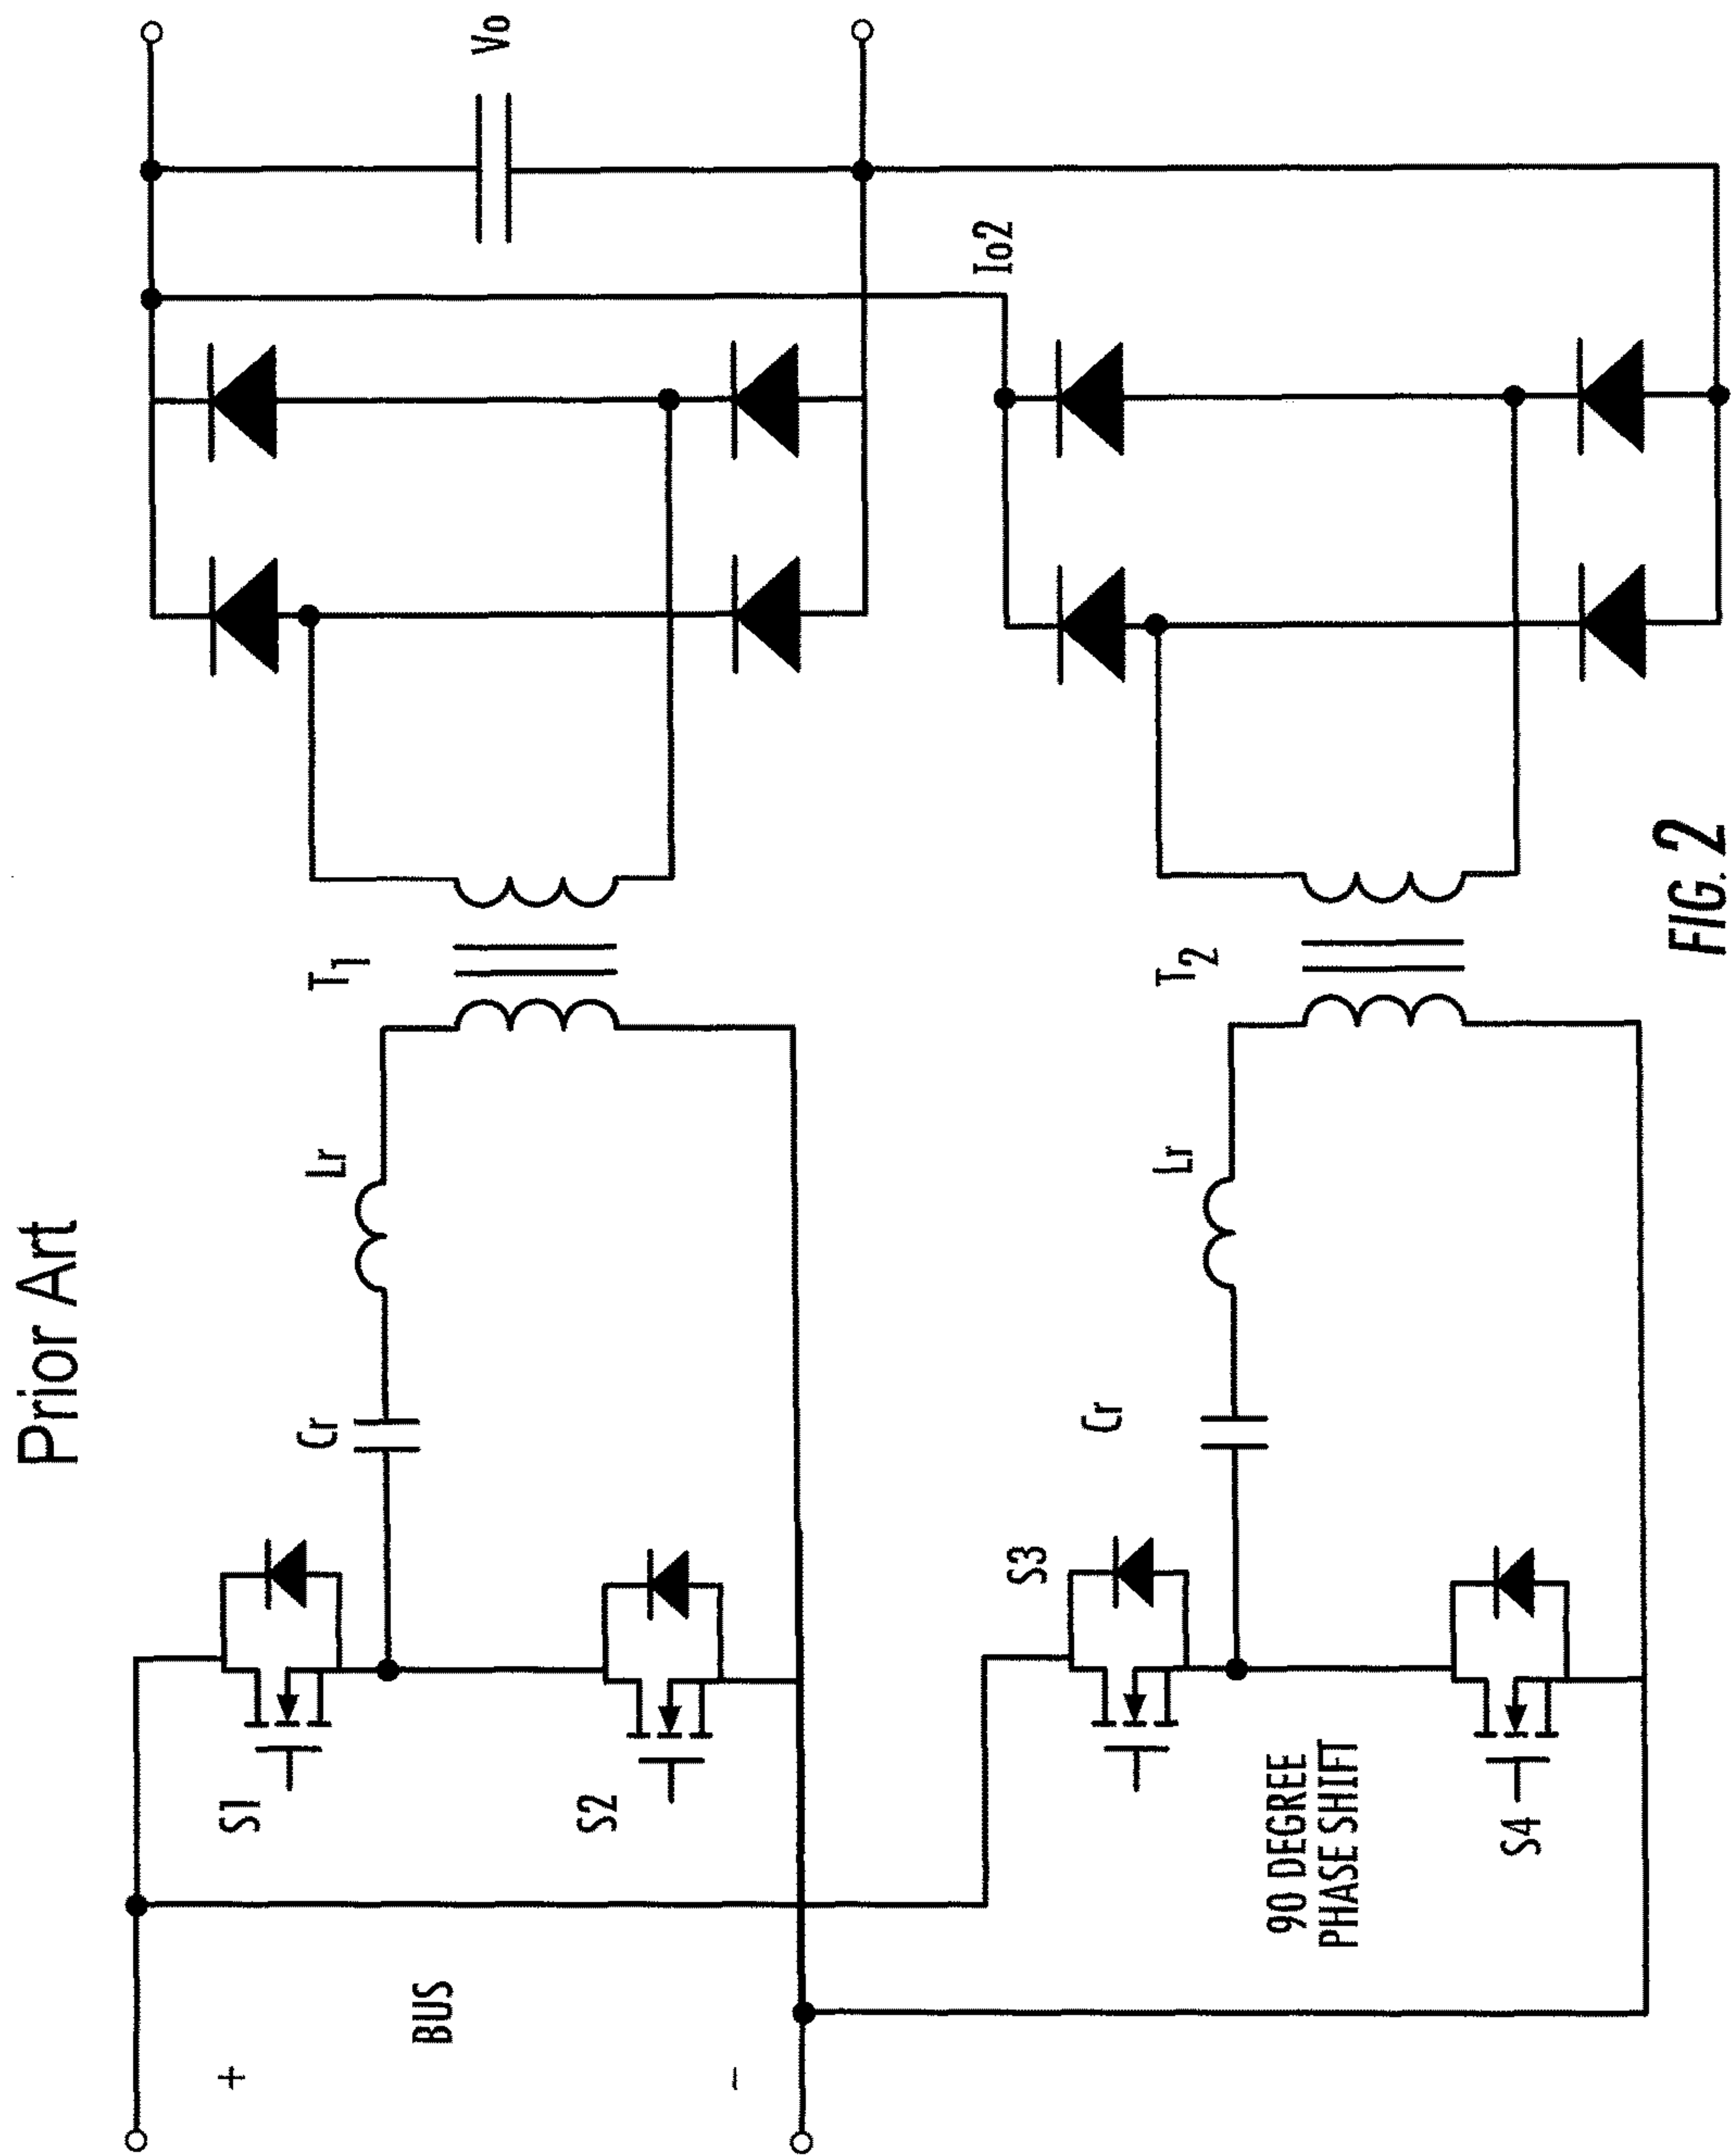 Prior Art
+
BUS
-
S1
S2
Cr
Lr
T1
Vo
S3
90 DEGREE
PHASE SHIFT
S4
Cr
Lr
T2
Io2
FIG. 2